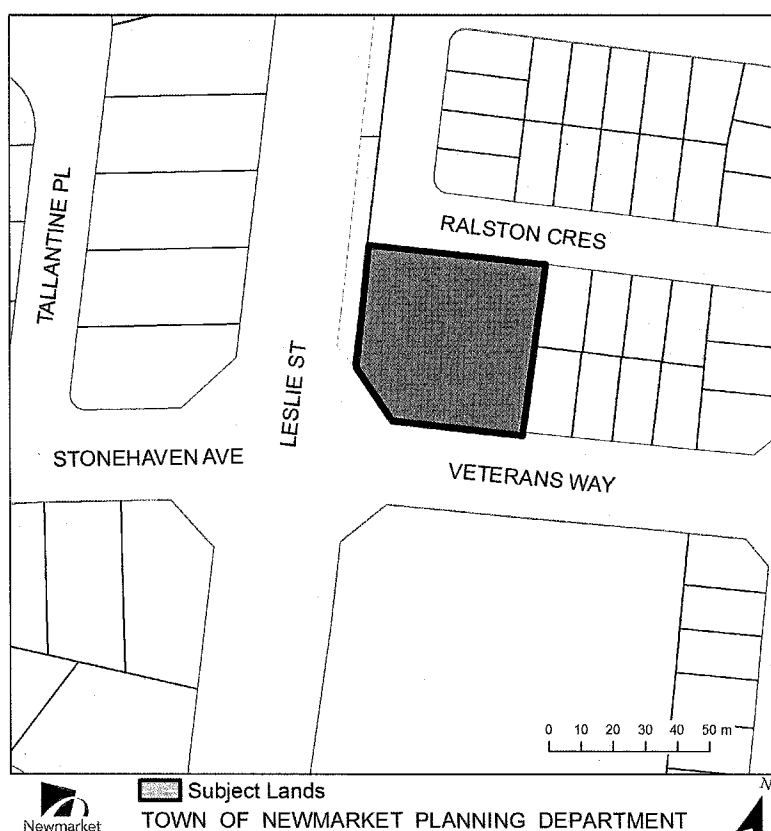 RALSTON CRES
TALLANTINE PL
LESLIE ST
STONEHAVEN AVE
VETERANS WAY
0 10 20 30 40 50 m
N
Subject Lands
Newmarket
TOWN OF NEWMARKET PLANNING DEPARTMENT